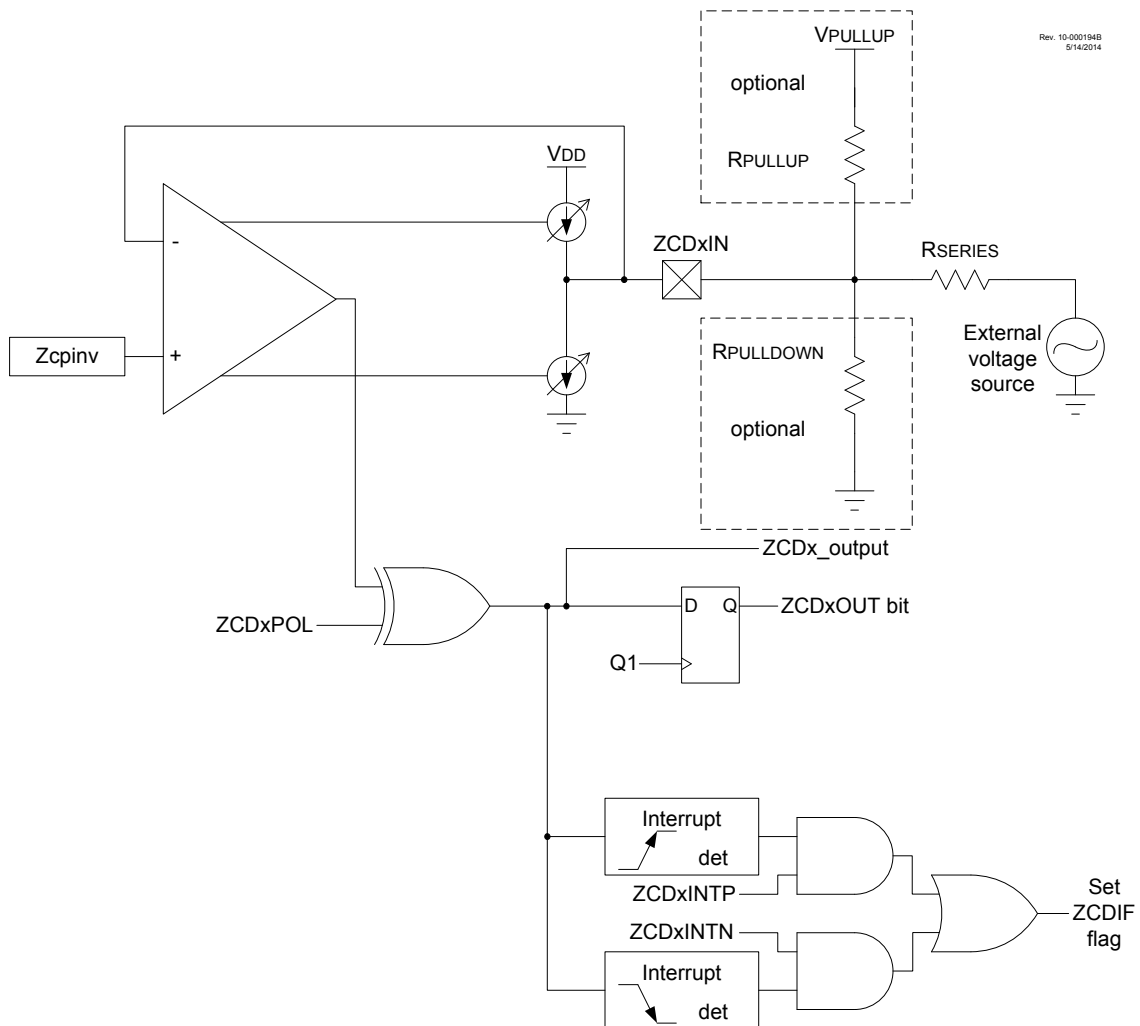 VPULLUP
Rev. 10-000194B
5/14/2014
optional
RPULLUP
VDD
-
ZCDxIN
RSERIES
Zcpinv
+
RPULLDOWN
External
voltage
source
optional
ZCDx_output
ZCDxPOL
D Q
ZCDxOUT bit
Q1
Interrupt
det
ZCDxINTP
ZCDxINTN
Set
ZCDIF
flag
Interrupt
det